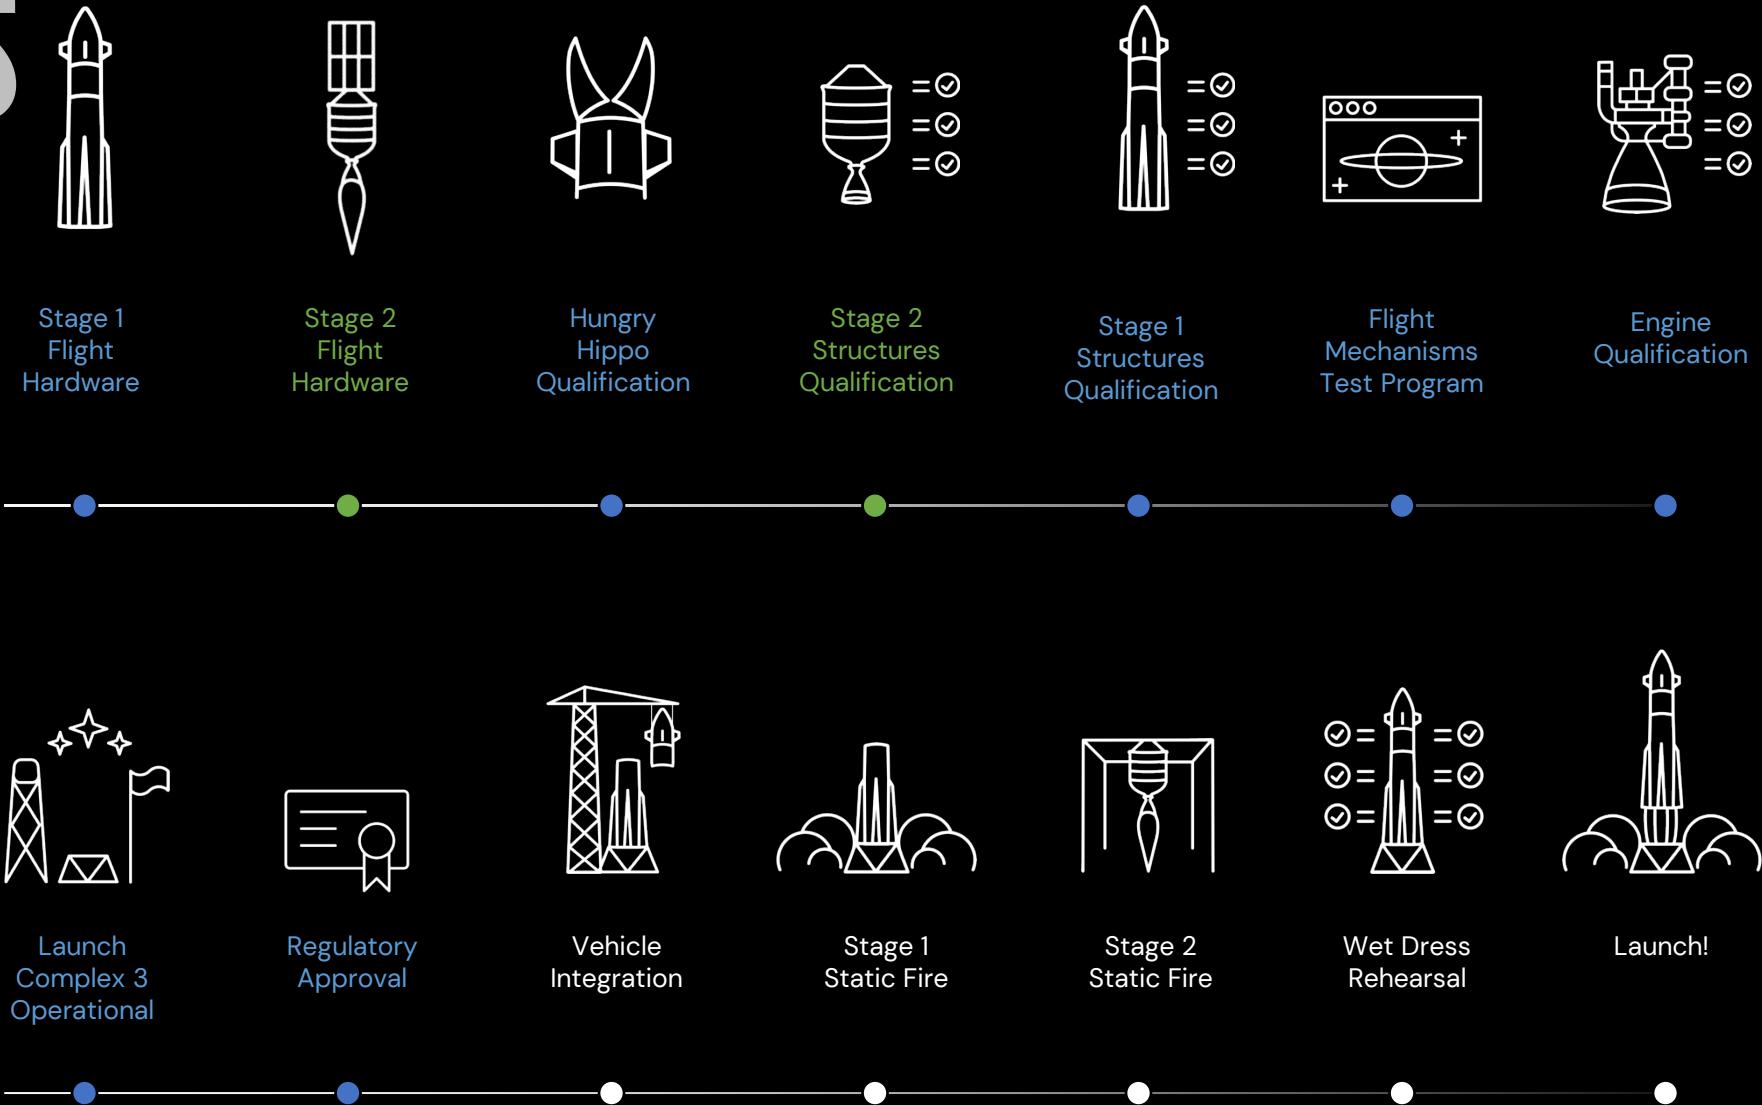 Stage 1
Flight
Hardware
Stage 2
Flight
Hardware
Hungry
Hippo
Qualification
Stage 2
Structures
Qualification
Stage 1
Structures
Qualification
Flight
Mechanisms
Test Program
Engine
Qualification
Launch
Complex 3
Operational
Regulatory
Approval
Vehicle
Integration
Stage 1
Static Fire
Stage 2
Static Fire
Wet Dress
Rehearsal
Launch!